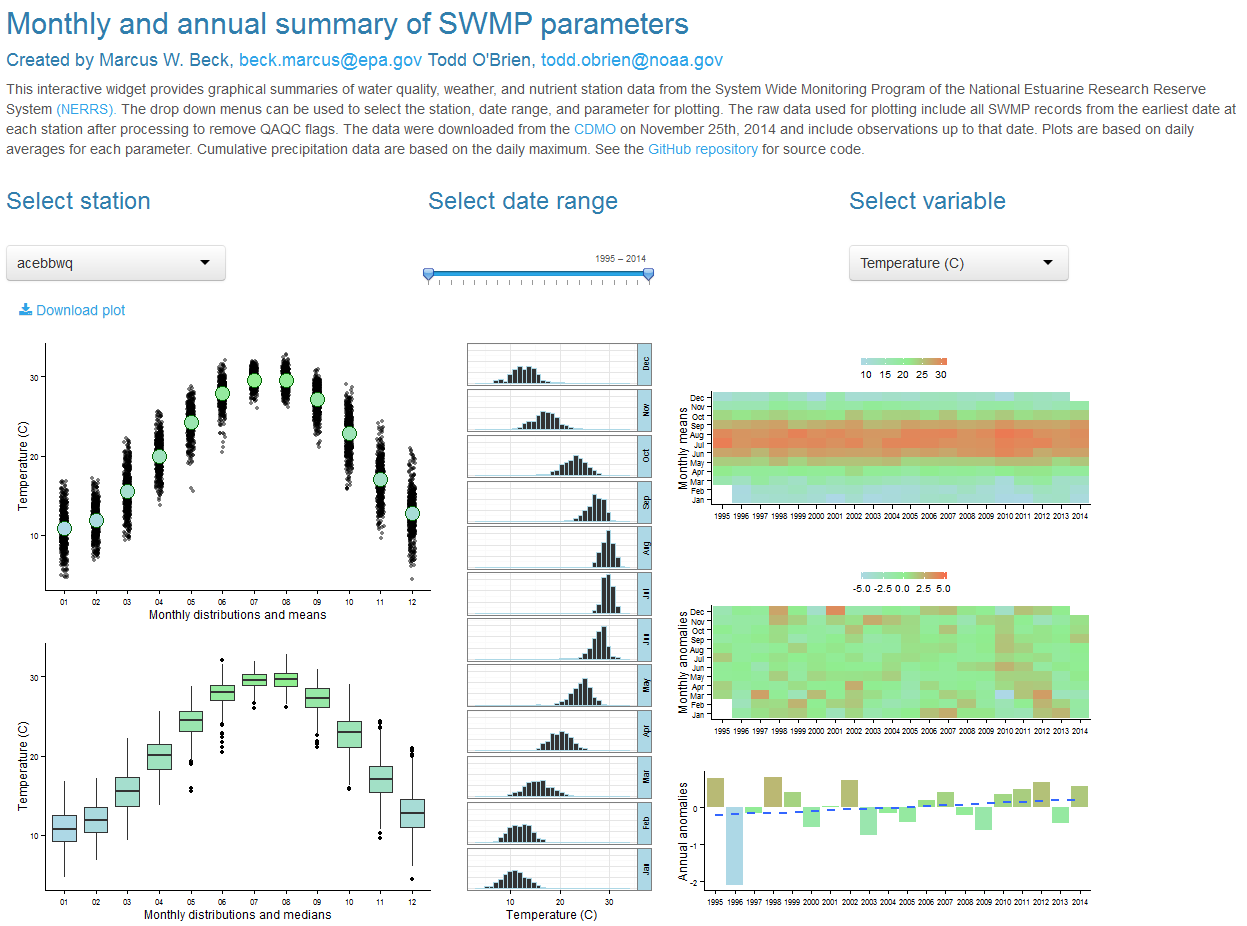 Monthly and annual summary of SWMP parameters
Created by Marcus W. Beck, beck.marcus@epa.gov Todd O'Brien, todd.obrien@noaa.gov
This interactive widget provides graphical summaries of water quality, weather, and nutrient station data from the System Wide Monitoring Program of the National Estuarine Research Reserve
System (NERRS). The drop down menus can be used to select the station, date range, and parameter for plotting. The raw data used for plotting include all SWMP records from the earliest date at
each station after processing to remove QAQC flags. The data were downloaded from the CDMO on November 25th, 2014 and include observations up to that date. Plots are based on daily
averages for each parameter. Cumulative precipitation data are based on the daily maximum. See the GitHub repository for source code.
Select station
Select date range
Select variable
acebbwq
1995 – 2014
Temperature (C)
Download plot
Temperature (C)
30
20
10
01 02 03 04 05 06 07 08 09 10 11 12
Monthly distributions and means
Temperature (C)
30
20
10
01 02 03 04 05 06 07 08 09 10 11 12
Monthly distributions and medians
Dec
Nov
Oct
Sep
Aug
Jul
Jun
May
Apr
Mar
Feb
Jan
10 20 30
Temperature (C)
10 15 20 25 30
Monthly means
Dec
Nov
Oct
Sep
Aug
Jul
Jun
May
Apr
Mar
Feb
Jan
1995 1996 1997 1998 1999 2000 2001 2002 2003 2004 2005 2006 2007 2008 2009 2010 2011 2012 2013 2014
-5.0 -2.5 0.0 2.5 5.0
Monthly anomalies
Dec
Nov
Oct
Sep
Aug
Jul
Jun
May
Apr
Mar
Feb
Jan
1995 1996 1997 1998 1999 2000 2001 2002 2003 2004 2005 2006 2007 2008 2009 2010 2011 2012 2013 2014
Annual anomalies
0
-1
-2
1995 1996 1997 1998 1999 2000 2001 2002 2003 2004 2005 2006 2007 2008 2009 2010 2011 2012 2013 2014